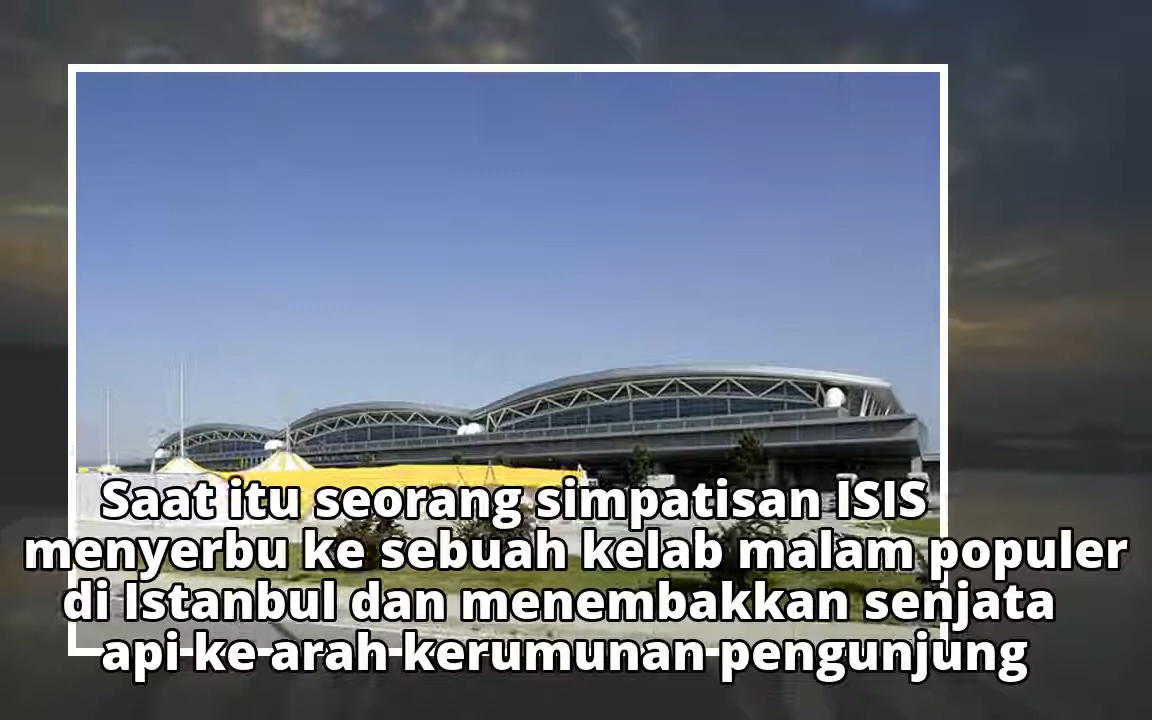 Saat itu seorang simpatisan ISIS
menyerbu ke sebuah kelab malam populer
di Istanbul dan menembakkan senjata
api ke arah kerumunan pengunjung